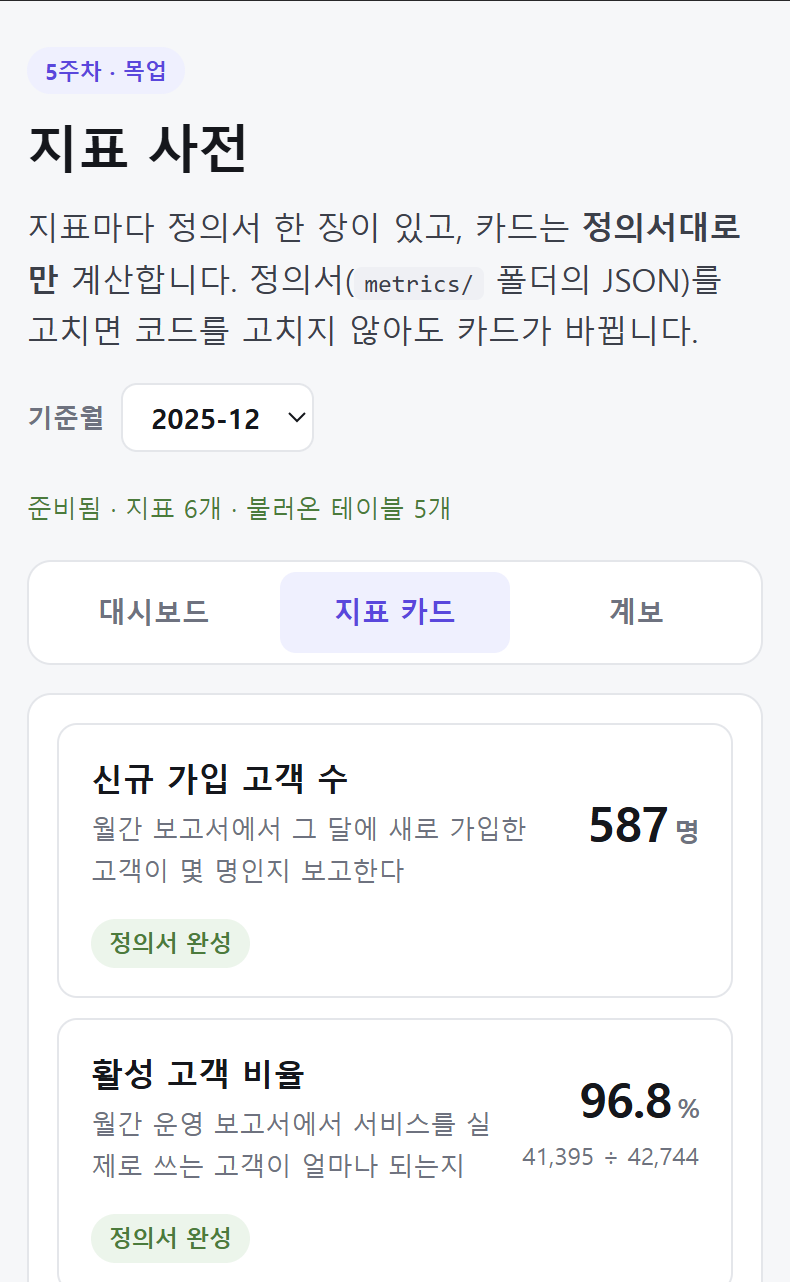 5주차 · 목업
지표 사전
지표마다 정의서 한 장이 있고, 카드는 정의서대로
만 계산합니다. 정의서(metrics/ 폴더의 JSON)를
고치면 코드를 고치지 않아도 카드가 바뀝니다.
기준월 2025-12
준비됨 · 지표 6개 · 불러온 테이블 5개
대시보드 지표 카드 계보
신규 가입 고객 수
월간 보고서에서 그 달에 새로 가입한
고객이 몇 명인지 보고한다
587 명
정의서 완성
활성 고객 비율
월간 운영 보고서에서 서비스를 실
제로 쓰는 고객이 얼마나 되는지
96.8 %
41,395 ÷ 42,744
정의서 완성